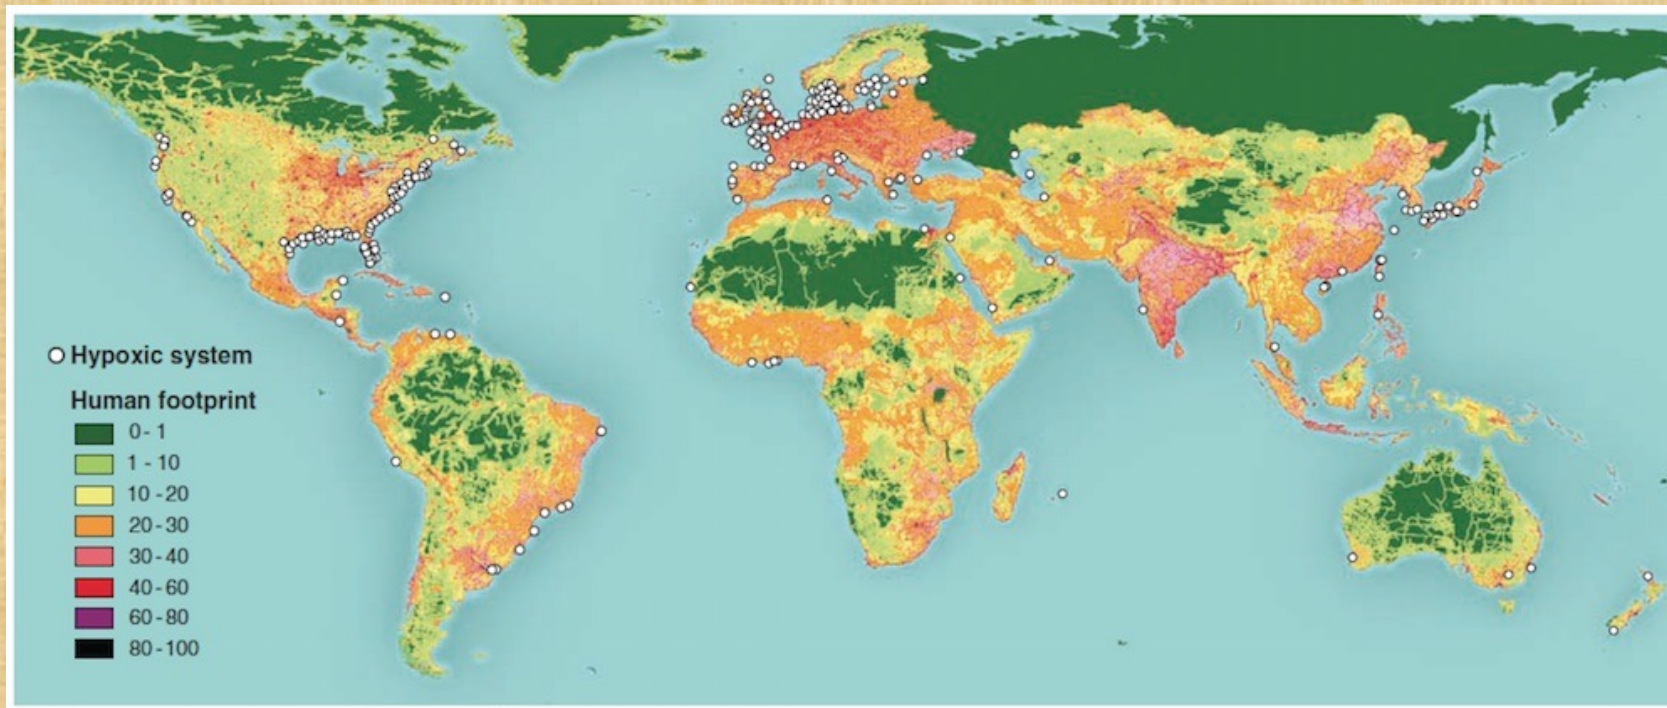 Hypoxic system
Human footprint
0 - 1
1 - 10
10 - 20
20 - 30
30 - 40
40 - 60
60 - 80
80 - 100